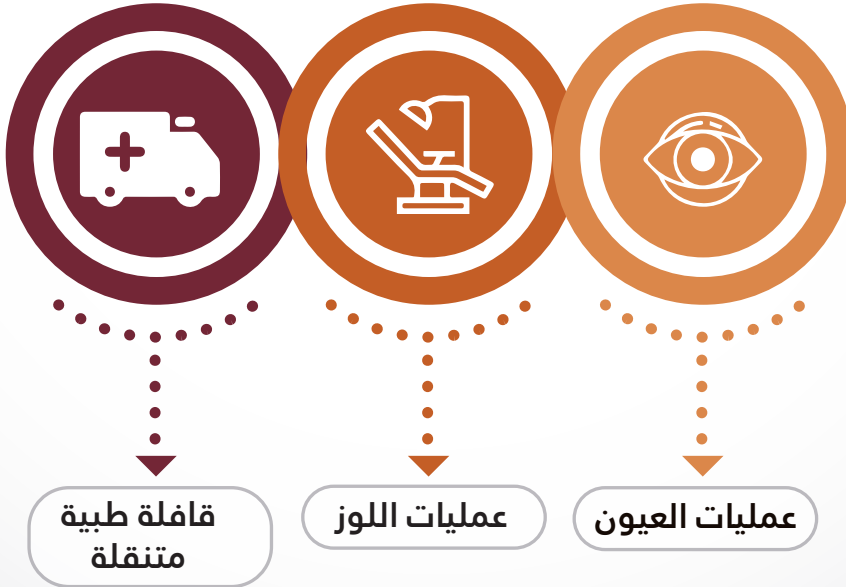 عمليات العيون
عمليات اللوز
قافلة طبية
متنقلة